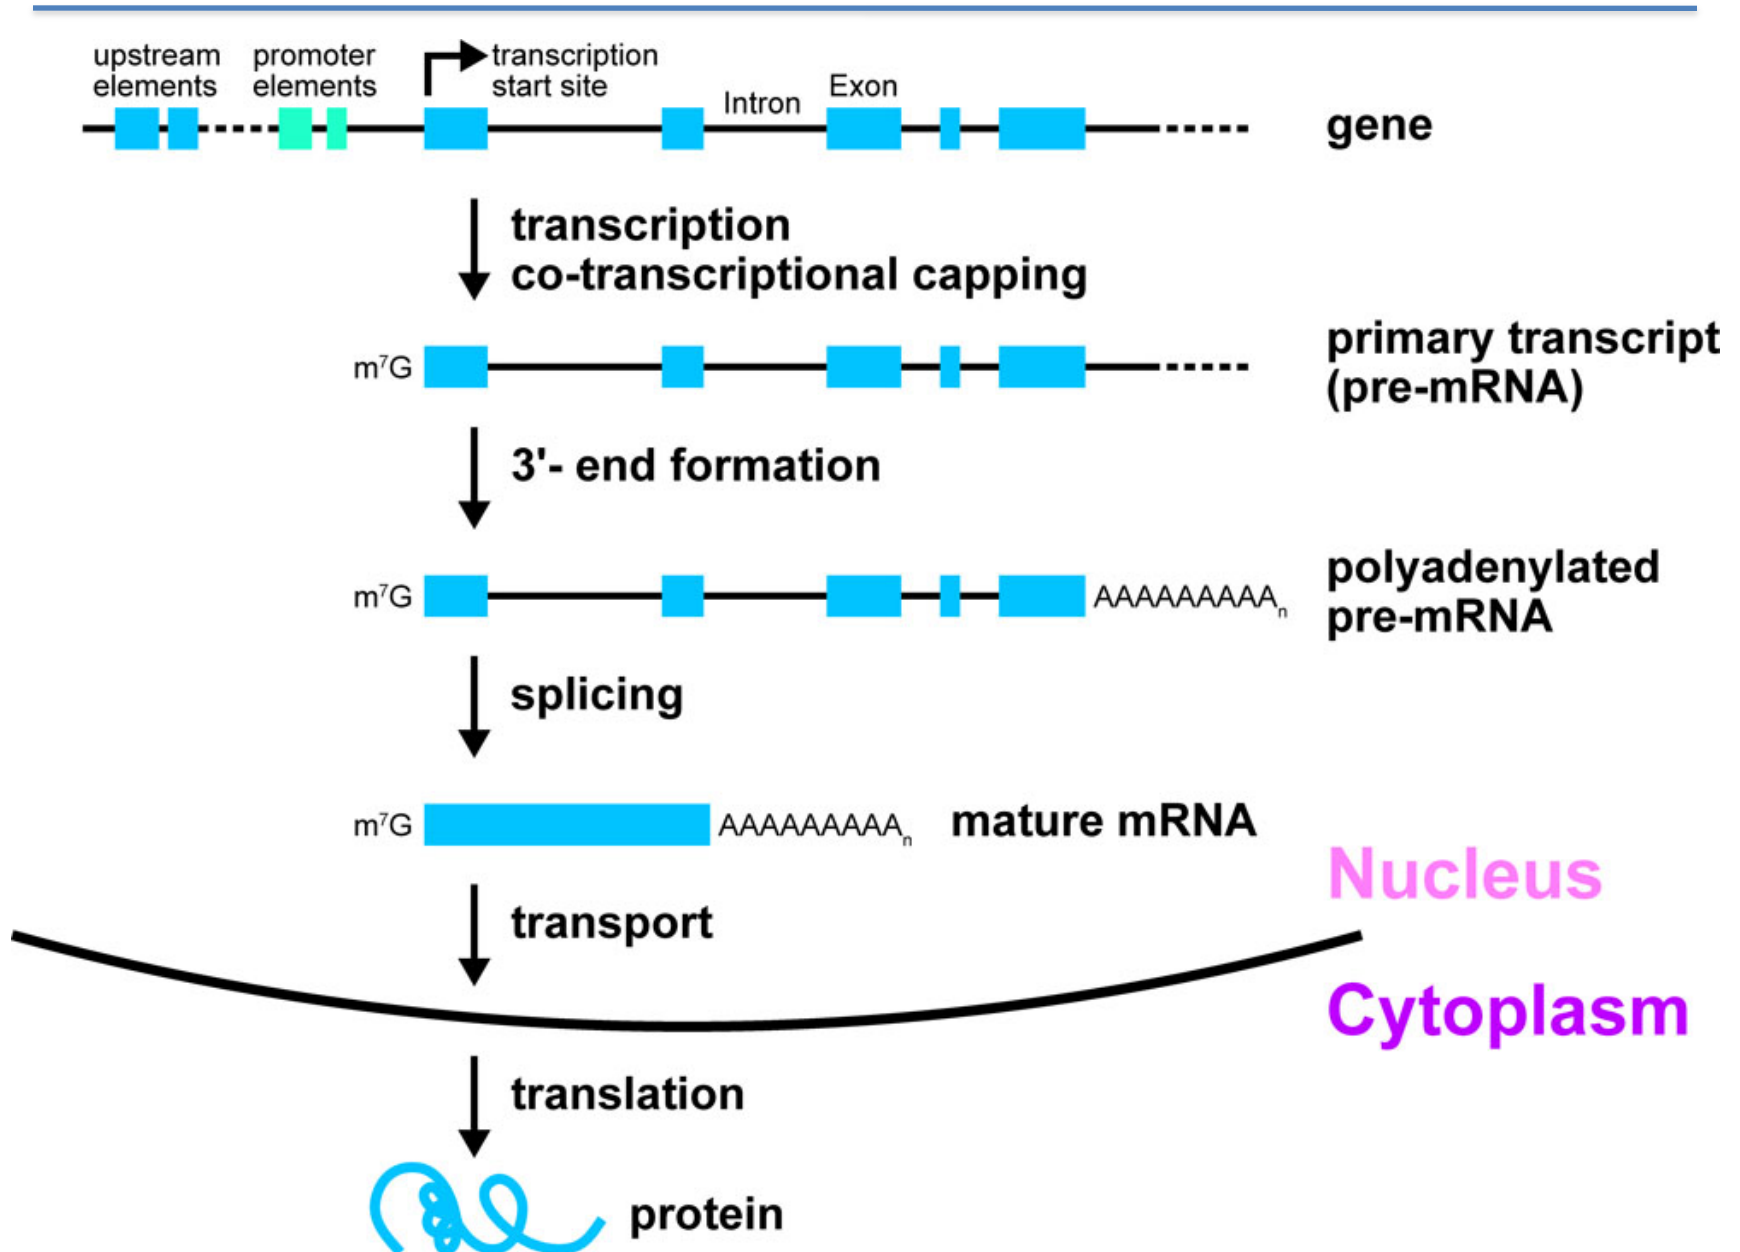 upstream
elements
promoter
elements
transcription
start site
Intron
Exon
gene
transcription
co-transcriptional capping
m⁷G
primary transcript
(pre-mRNA)
3'- end formation
m⁷G
AAAAAAAAAₙ
polyadenylated
pre-mRNA
splicing
m⁷G
AAAAAAAAAₙ
mature mRNA
Nucleus
transport
Cytoplasm
translation
protein